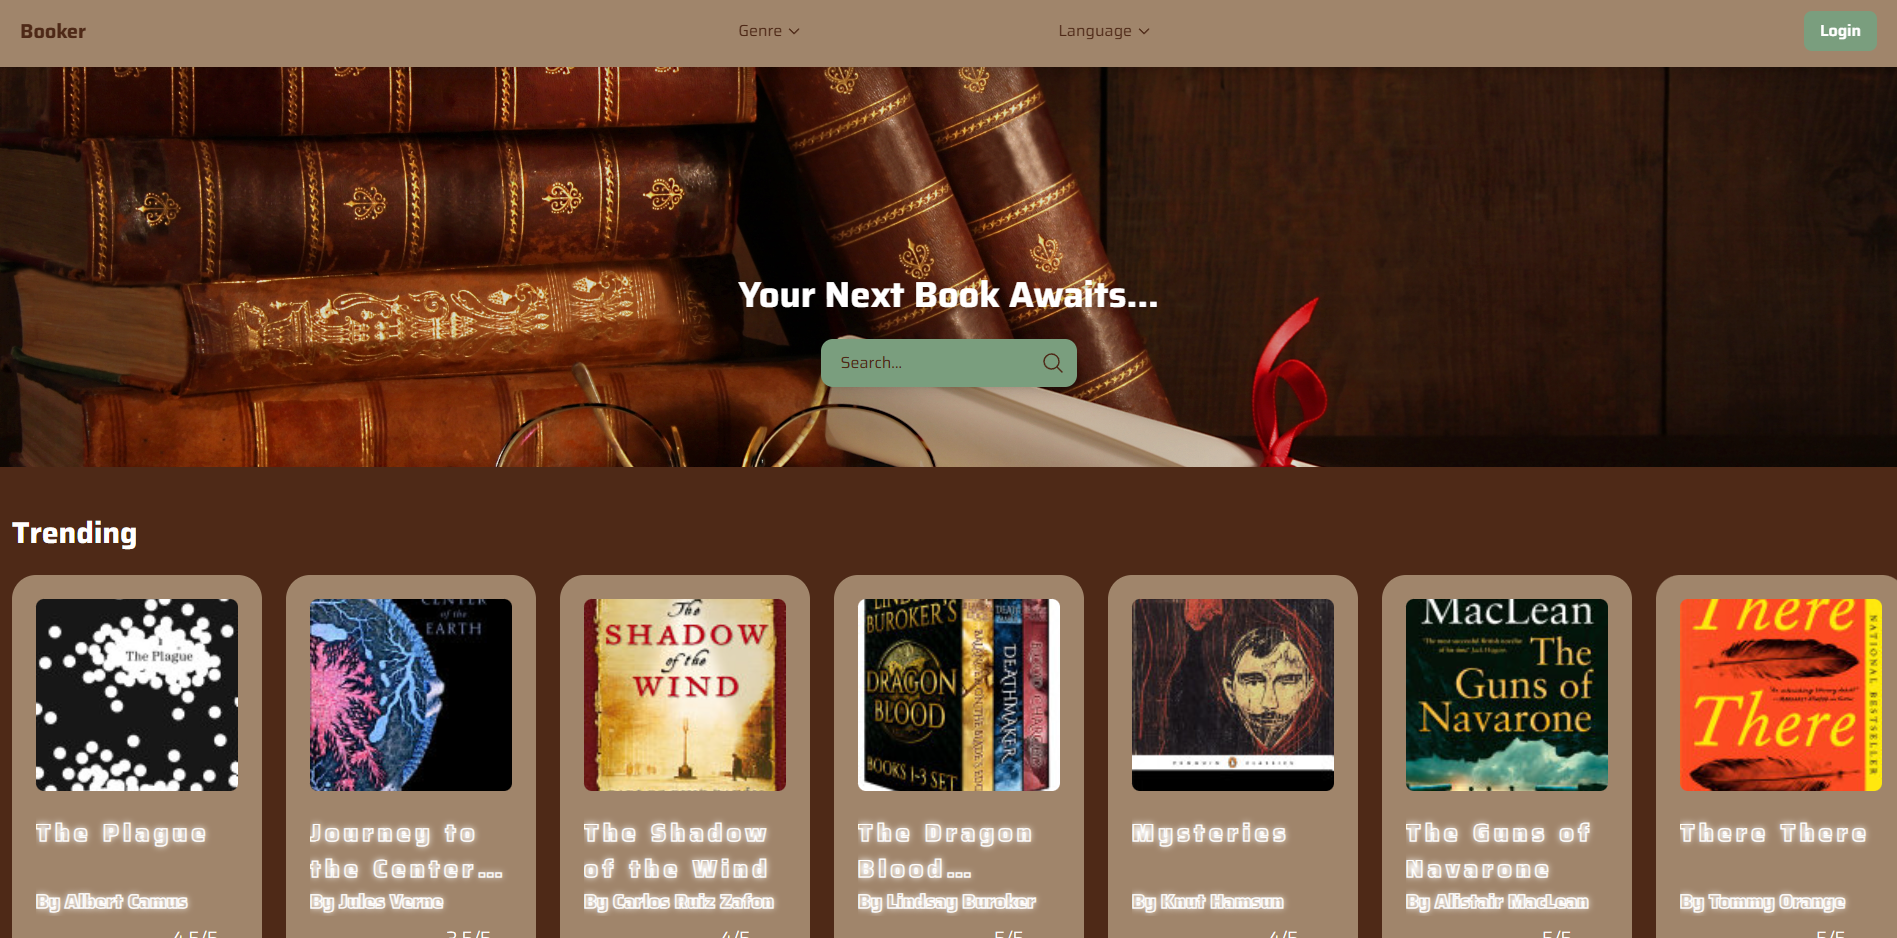 Booker
Genre
Language
Login
Your Next Book Awaits...
Search...
Trending
The Plague
CENTER
of the
EARTH
The
SHADOW
of the
WIND
BUROKER'S
DRAGON
BLOOD
BOOKS 1-3 SET
DEATHMAKER
PENGUIN CLASSICS
MacLean
The
Guns of
Navarone
There
There
NATIONAL BESTSELLER
The Plague
By Albert Camus
4.5/5
Journey to
the Center...
By Jules Verne
3.5/5
The Shadow
of the Wind
By Carlos Ruiz Zafon
4/5
The Dragon
Blood...
By Lindsay Buroker
5/5
Mysteries
By Knut Hamsun
4/5
The Guns of
Navarone
By Alistair MacLean
5/5
There There
By Tommy Orange
5/5